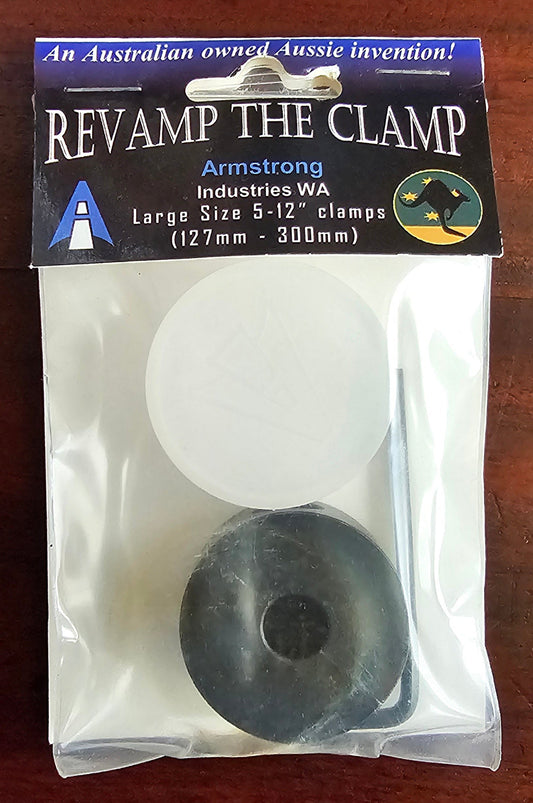 An Australian owned Aussie invention!
REVAMP THE CLAMP
Armstrong
Industries WA
Large Size 5-12" clamps
(127mm - 300mm)